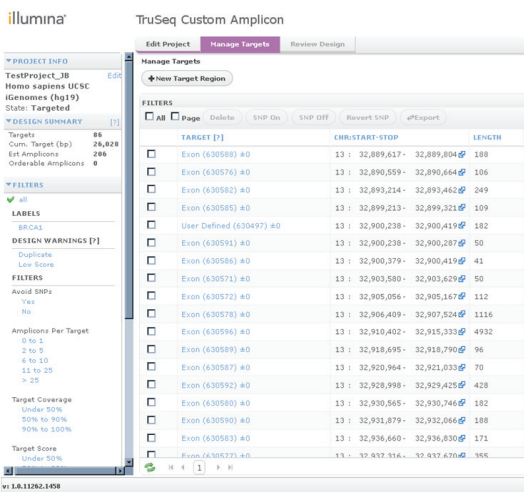 illumina
TruSeq Custom Amplicon
Edit Project Manage Targets Review Design
PROJECT INFO
TestProject_JB Edit
Homo sapiens UCSC
iGenomes (hg19)
State: Targeted
DESIGN SUMMARY [?]
Targets 86
Cum. Target (bp) 26,028
Est Amplicons 206
Orderable Amplicons 0
FILTERS
all
LABELS
BRCA1
DESIGN WARNINGS [?]
Duplicate
Low Score
FILTERS
Avoid SNPs
Yes
No
Amplicons Per Target
0 to 1
2 to 5
6 to 10
11 to 25
> 25
Target Coverage
Under 50%
50% to 90%
90% to 100%
Target Score
Under 50%
Manage Targets
New Target Region
FILTERS
All Page Delete SNP On SNP Off Revert SNP Export
TARGET [?] CHR:START-STOP LENGTH
Exon (630588) ±0 13 : 32,889,617- 32,889,804 188
Exon (630576) ±0 13 : 32,890,559- 32,890,664 106
Exon (630582) ±0 13 : 32,893,214- 32,893,462 249
Exon (630585) ±0 13 : 32,899,213- 32,899,321 109
User Defined (630497) ±0 13 : 32,900,238- 32,900,419 182
Exon (630591) ±0 13 : 32,900,238- 32,900,287 50
Exon (630586) ±0 13 : 32,900,379- 32,900,419 41
Exon (630571) ±0 13 : 32,903,580- 32,903,629 50
Exon (630572) ±0 13 : 32,905,056- 32,905,167 112
Exon (630578) ±0 13 : 32,906,409- 32,907,524 1116
Exon (630596) ±0 13 : 32,910,402- 32,915,333 4932
Exon (630589) ±0 13 : 32,918,695- 32,918,790 96
Exon (630587) ±0 13 : 32,920,964- 32,921,033 70
Exon (630592) ±0 13 : 32,928,998- 32,929,425 428
Exon (630580) ±0 13 : 32,930,565- 32,930,746 182
Exon (630590) ±0 13 : 32,931,879- 32,932,066 188
Exon (630583) ±0 13 : 32,936,660- 32,936,830 171
Exon (630577) ±0 13 : 32,937,316- 32,937,670 355
1
v: 1.0.11262.1458